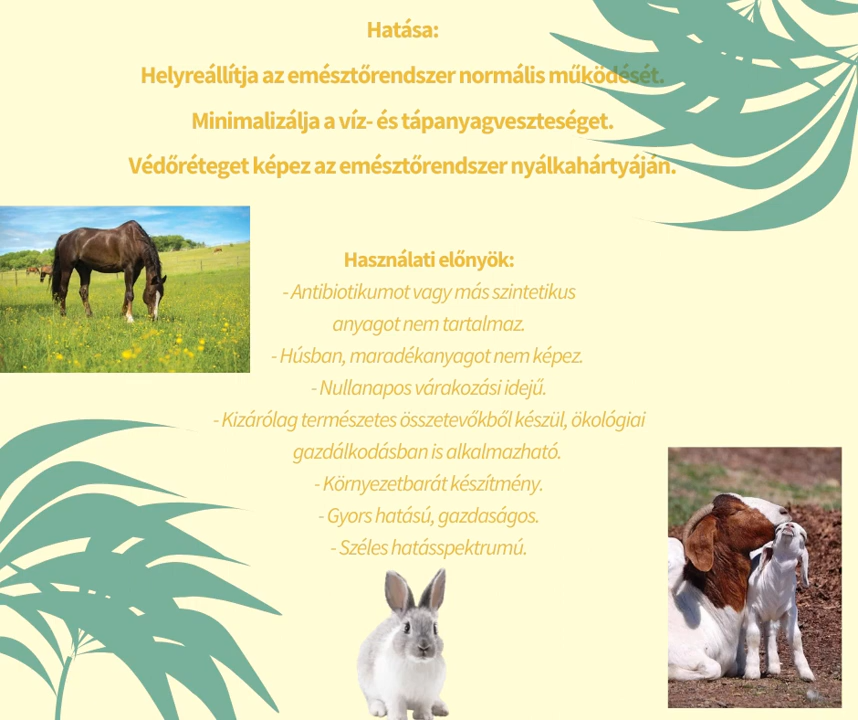 Hatása:
Helyreállítja az emésztőrendszer normális működését.
Minimalizálja a víz- és tápanyagveszteséget.
Védőréteget képez az emésztőrendszer nyálkahártyáján.
Használati előnyök:
- Antibiotikumot vagy más szintetikus
anyagot nem tartalmaz.
- Húsban, maradékanyagot nem képez.
- Nullanapos várakozási idejű.
- Kizárólag természetes összetevőkből készül, ökológiai
gazdálkodásban is alkalmazható.
- Környezetbarát készítmény.
- Gyors hatású, gazdaságos.
- Széles hatásspektrumú.